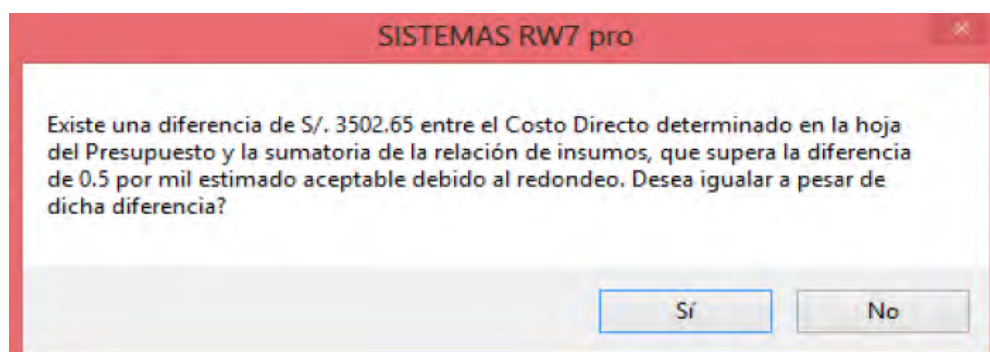 SISTEMAS RW7 pro
Existe una diferencia de S/. 3502.65 entre el Costo Directo determinado en la hoja
del Presupuesto y la sumatoria de la relación de insumos, que supera la diferencia
de 0.5 por mil estimado aceptable debido al redondeo. Desea igualar a pesar de
dicha diferencia?
Sí
No